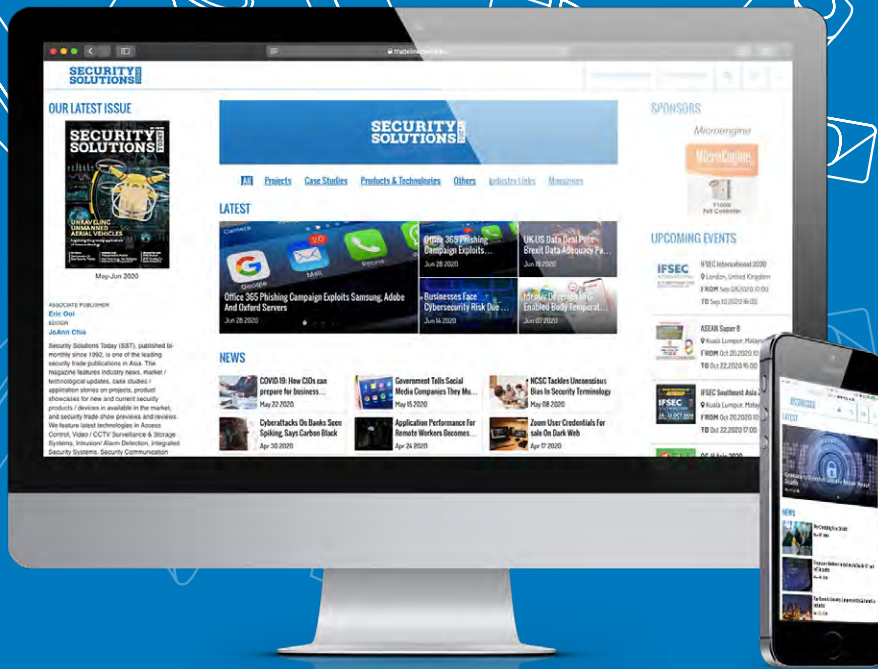 SECURITY
SOLUTIONS
TODAY
OUR LATEST ISSUE
SECURITY
SOLUTIONS
TODAY
UNRAVELING
UNMANNED
AERIAL VEHICLES
May-Jun 2020
ASSOCIATE PUBLISHER
Eric Ooi
EDITOR
JoAnn Chia
Security Solutions Today (SST), published bi-
monthly since 1992, is one of the leading
security trade publications in Asia. The
magazine features industry news, market /
technological updates, case studies /
application stories on projects, product
showcases for new and current security
products / devices in available in the market,
and security trade show previews and reviews.
We feature latest technologies in Access
Control, Video / CCTV Surveillance & Storage
Systems, Intrusion/ Alarm Detection, Integrated
Security Systems, Security Communication
SECURITY
SOLUTIONS
TODAY
All Projects Case Studies Products & Technologies Others Industry Links Magazines
LATEST
Camera
Google
Mail
20
Phone
Office 365 Phishing Campaign Exploits Samsung, Adobe
And Oxford Servers
Jun 28 2020
Office 365 Phishing
Campaign Exploits...
Jun 28 2020
UK-US Data Deal Puts
Brexit Data Adequacy Pa...
Jun 19 2020
Businesses Face
Cybersecurity Risk Due ...
Jun 14 2020
Enabled Body Temperat...
Jun 07 2020
NEWS
COVID-19: How CIOs can
prepare for business...
May 22 2020
Government Tells Social
Media Companies They Mu...
May 15 2020
NCSC Tackles Unconscious
Bias In Security Terminology
May 08 2020
Cyberattacks On Banks Seen
Spiking, Says Carbon Black
Apr 30 2020
Application Performance For
Remote Workers Becomes...
Apr 24 2020
Zoom User Credentials For
sale On Dark Web
Apr 17 2020
SPONSORS
Microengine
MicroEngine
PoE Controller
UPCOMING EVENTS
IFSEC
IFSEC International 2020
London, United Kingdom
FROM Sep 08,2020 10:00
TO Sep 10,2020 16:00
ASEAN Super 8
Kuala Lumpur, Malays
FROM Oct 20,2020 10
TO Oct 22,2020 16:00
IFSEC
IFSEC Southeast Asia 2
Kuala Lumpur, Malay
FROM Oct 20,2020 10
TO Oct 22,2020 17:00
LATEST
NEWS